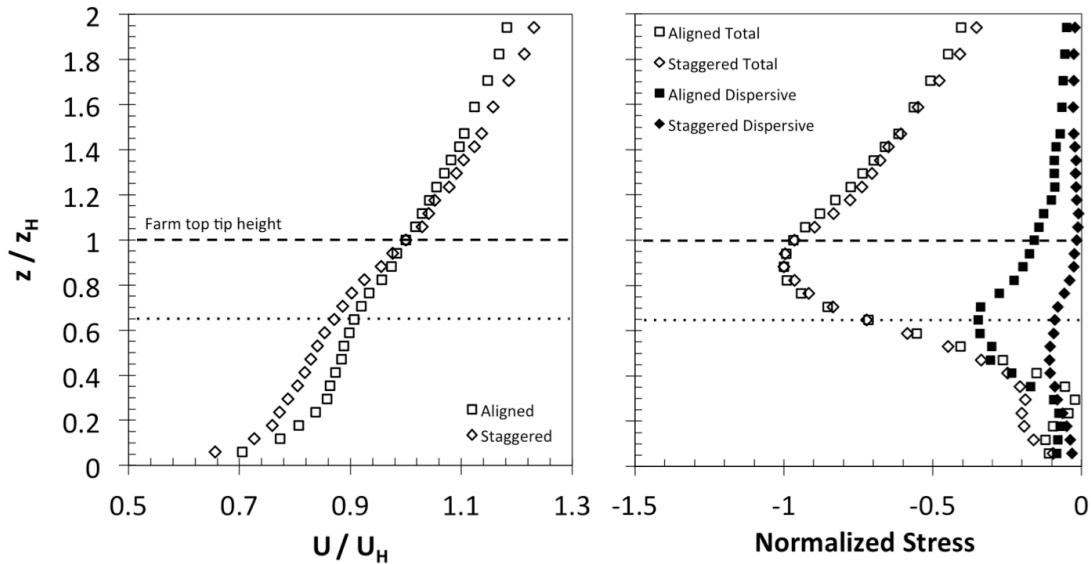 2
1.8
1.6
1.4
1.2
1
0.8
0.6
0.4
0.2
0
z / z_H
Farm top tip height
Aligned
Staggered
0.5 0.7 0.9 1.1 1.3
U / U_H
Aligned Total
Staggered Total
Aligned Dispersive
Staggered Dispersive
-1.5 -1 -0.5 0
Normalized Stress